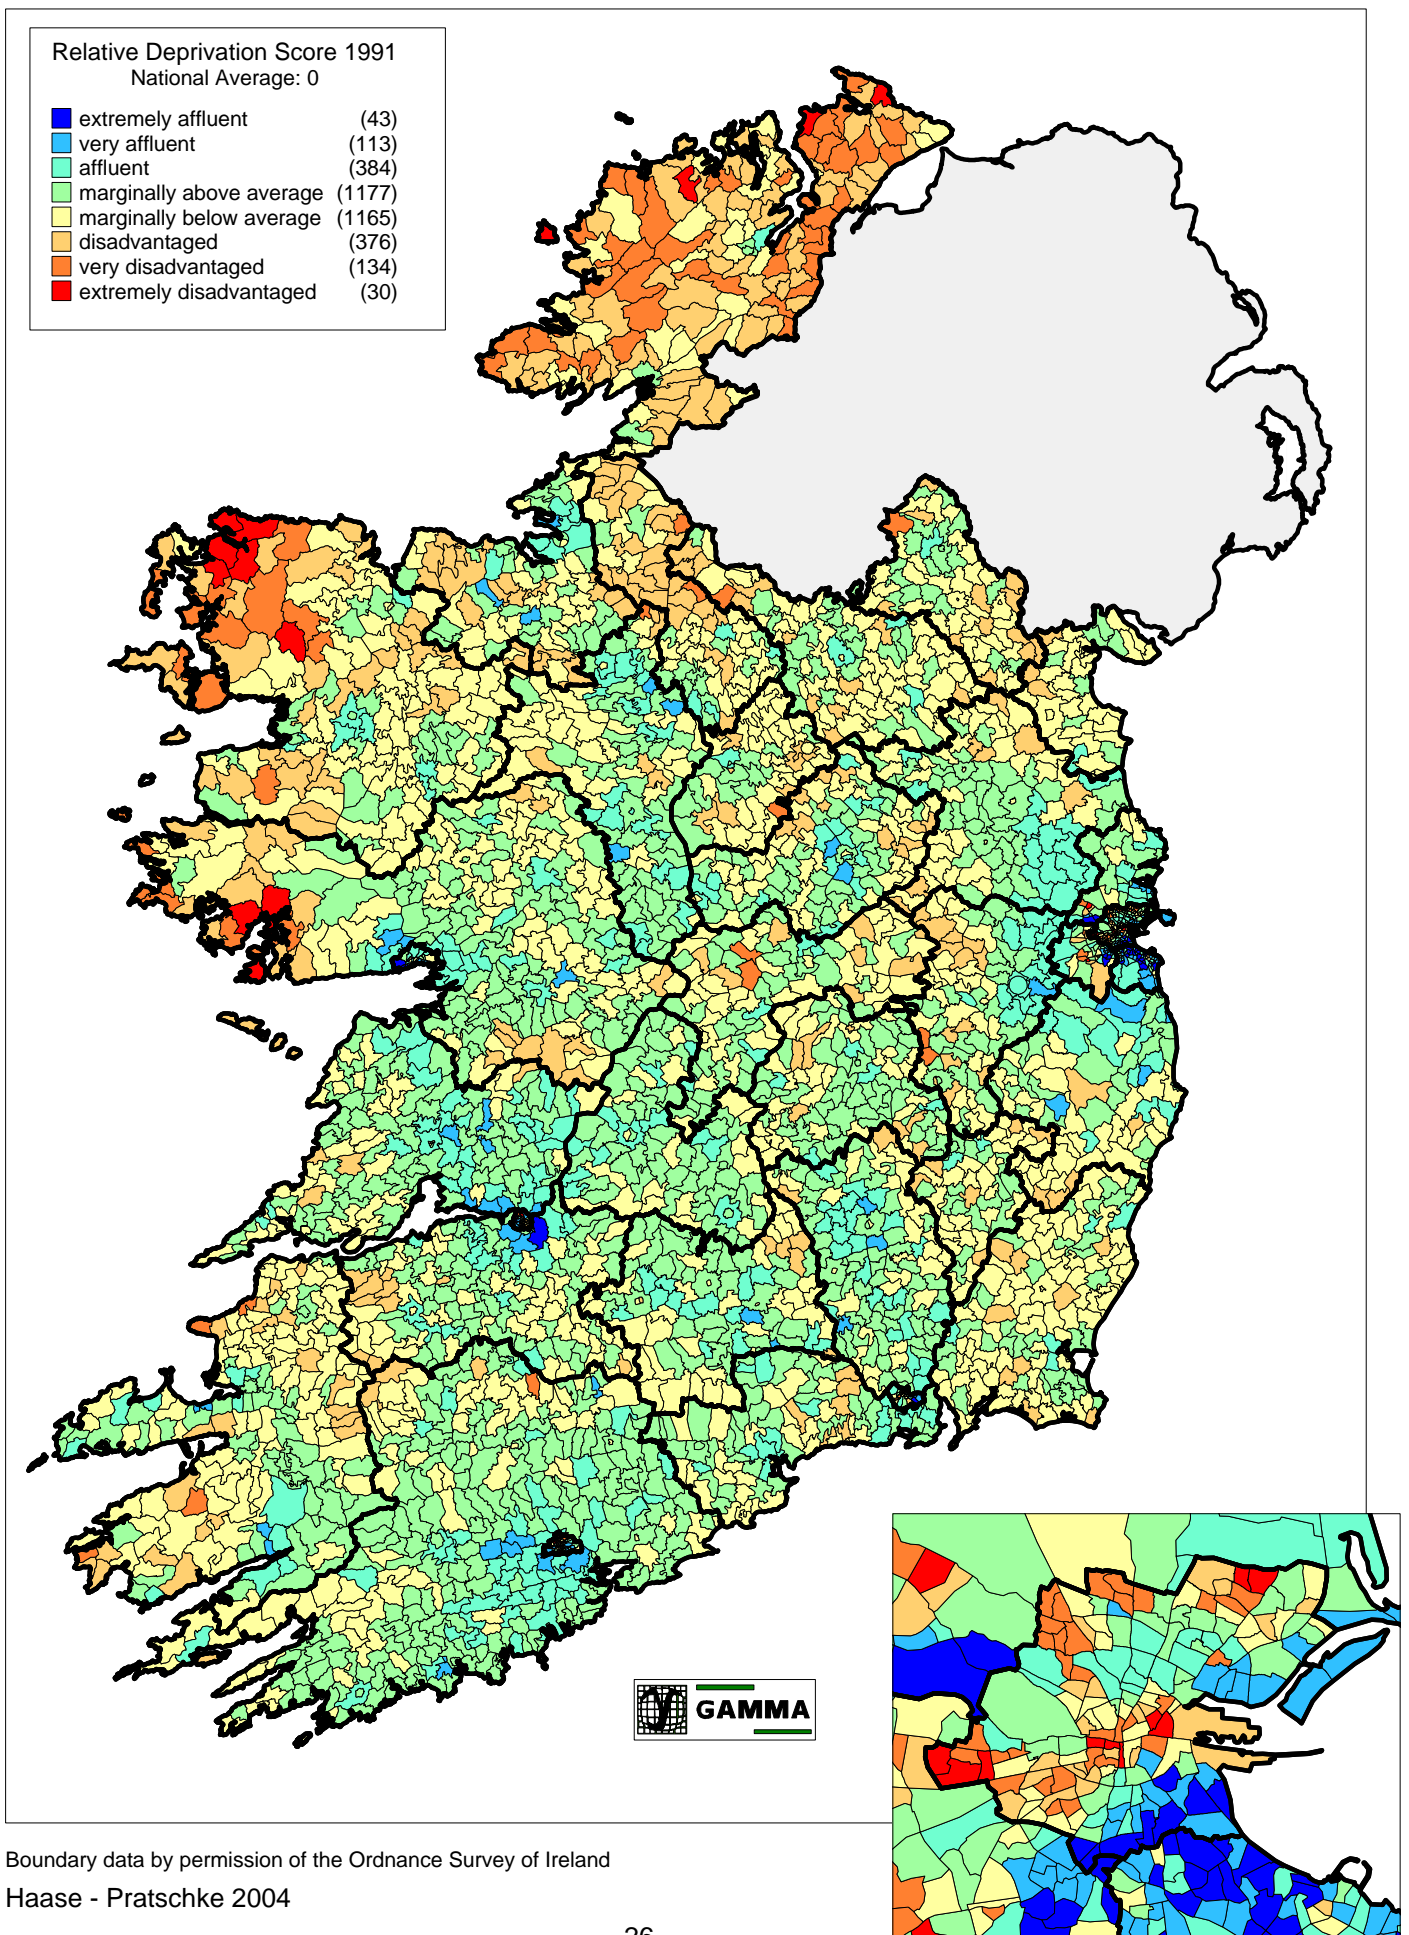 Relative Deprivation Score 1991
National Average: 0
extremely affluent (43)
very affluent (113)
affluent (384)
marginally above average (1177)
marginally below average (1165)
disadvantaged (376)
very disadvantaged (134)
extremely disadvantaged (30)
GAMMA
Boundary data by permission of the Ordnance Survey of Ireland
Haase - Pratschke 2004
26